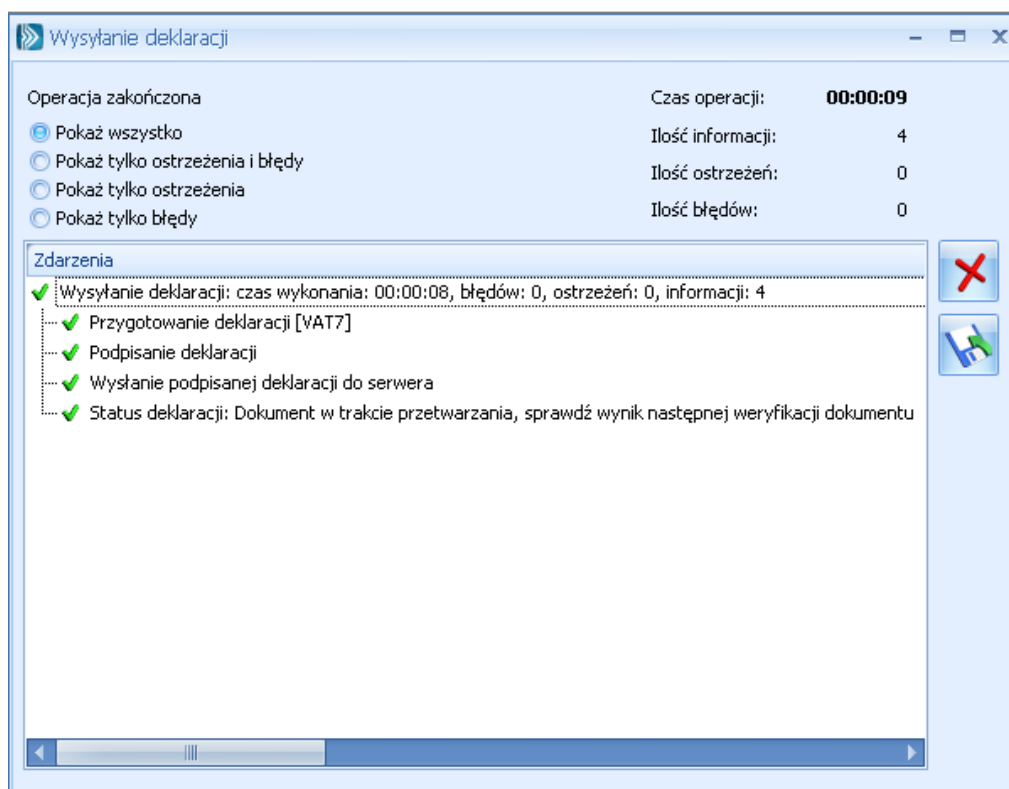 Wysyłanie deklaracji
Operacja zakończona
Czas operacji: 00:00:09
Pokaż wszystko
Ilość informacji: 4
Pokaż tylko ostrzeżenia i błędy
Ilość ostrzeżeń: 0
Pokaż tylko ostrzeżenia
Ilość błędów: 0
Pokaż tylko błędy
Zdarzenia
Wysyłanie deklaracji: czas wykonania: 00:00:08, błędów: 0, ostrzeżeń: 0, informacji: 4
Przygotowanie deklaracji [VAT7]
Podpisanie deklaracji
Wysłanie podpisanej deklaracji do serwera
Status deklaracji: Dokument w trakcie przetwarzania, sprawdź wynik następnej weryfikacji dokumentu